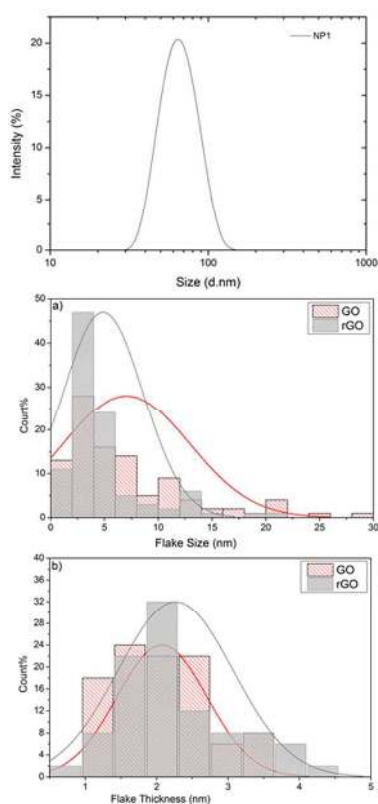 NP1
20
15
10
5
0
Intensity (%)
10 100 1000
Size (d.nm)
a)
GO
rGO
50
40
30
20
10
0
Count%
0 5 10 15 20 25 30
Flake Size (nm)
b)
GO
rGO
40
36
32
28
24
20
16
12
8
4
0
Count%
1 2 3 4 5
Flake Thickness (nm)